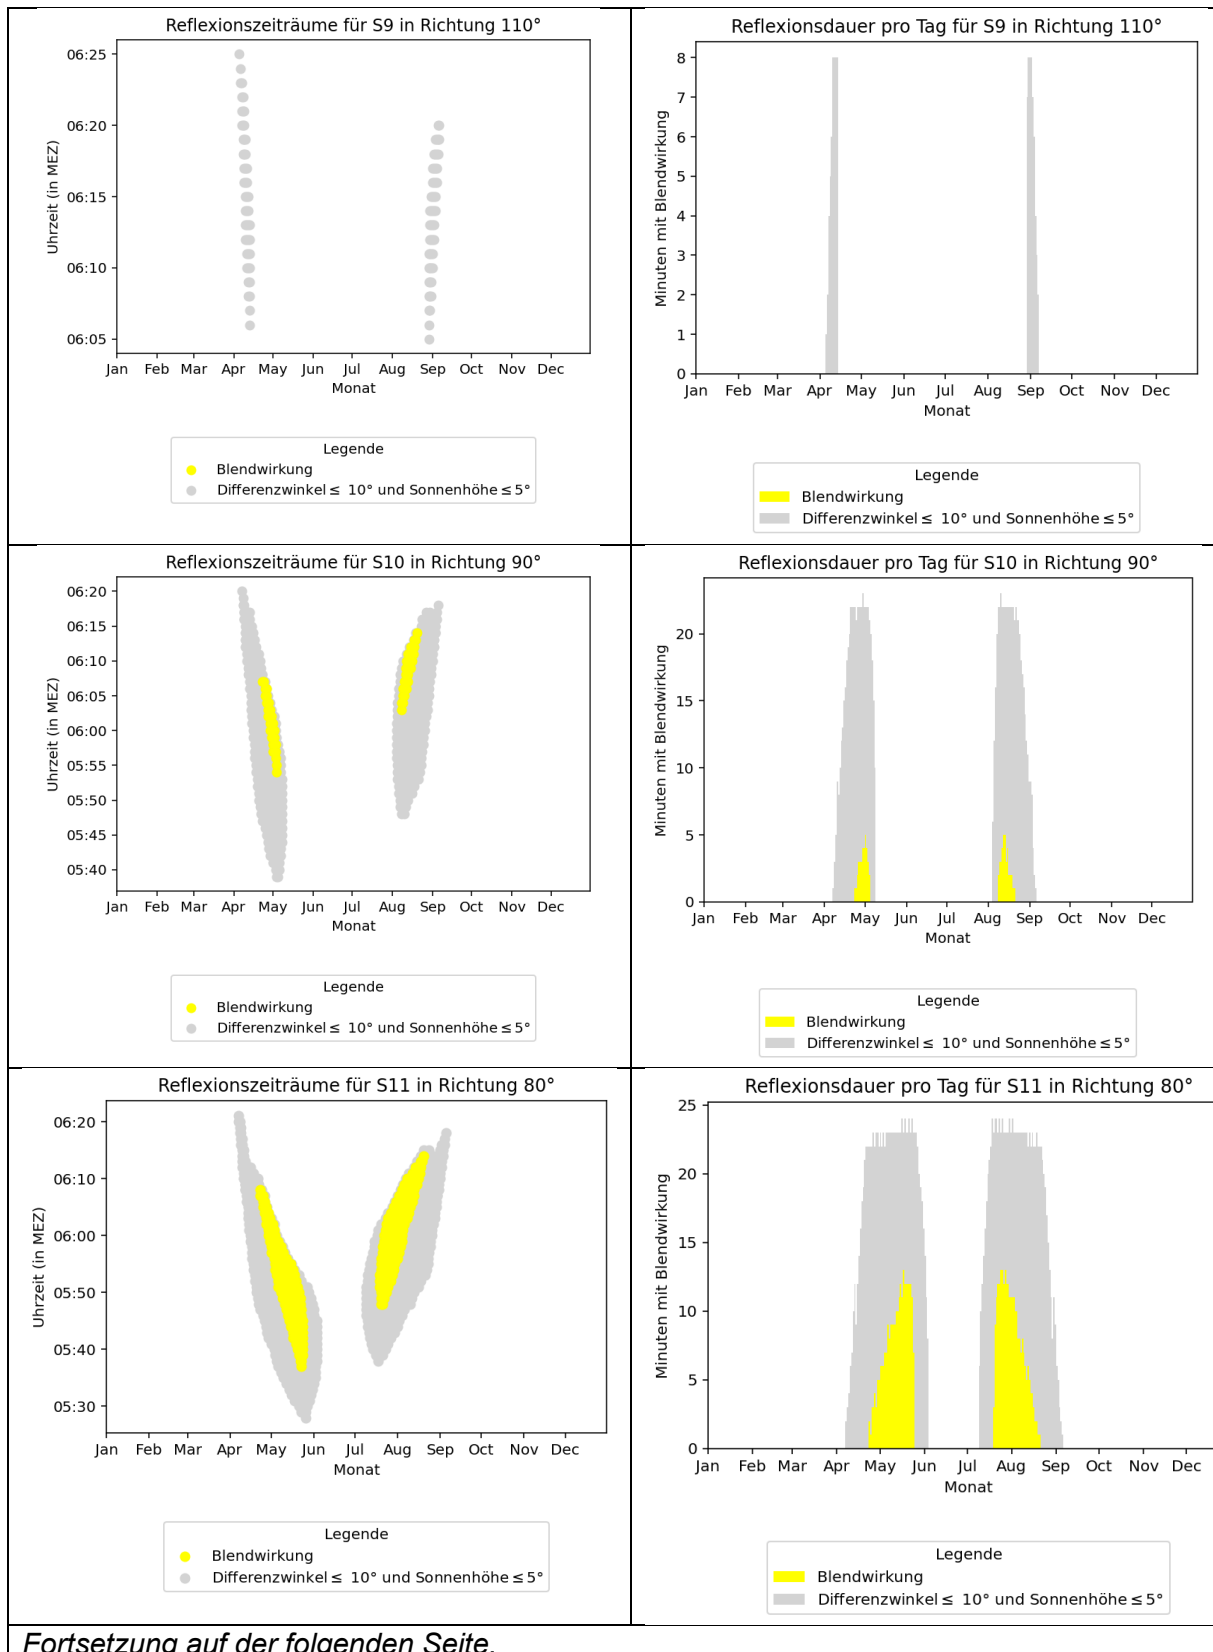 Reflexionszeiträume für S9 in Richtung 110°
Uhrzeit (in MEZ)
06:25
06:20
06:15
06:10
06:05
Jan Feb Mar Apr May Jun Jul Aug Sep Oct Nov Dec
Monat
Legende
Blendwirkung
Differenzwinkel ≤ 10° und Sonnenhöhe ≤ 5°
Reflexionsdauer pro Tag für S9 in Richtung 110°
Minuten mit Blendwirkung
8
7
6
5
4
3
2
1
0
Jan Feb Mar Apr May Jun Jul Aug Sep Oct Nov Dec
Monat
Legende
Blendwirkung
Differenzwinkel ≤ 10° und Sonnenhöhe ≤ 5°
Reflexionszeiträume für S10 in Richtung 90°
Uhrzeit (in MEZ)
06:20
06:15
06:10
06:05
06:00
05:55
05:50
05:45
05:40
Jan Feb Mar Apr May Jun Jul Aug Sep Oct Nov Dec
Monat
Legende
Blendwirkung
Differenzwinkel ≤ 10° und Sonnenhöhe ≤ 5°
Reflexionsdauer pro Tag für S10 in Richtung 90°
Minuten mit Blendwirkung
20
15
10
5
0
Jan Feb Mar Apr May Jun Jul Aug Sep Oct Nov Dec
Monat
Legende
Blendwirkung
Differenzwinkel ≤ 10° und Sonnenhöhe ≤ 5°
Reflexionszeiträume für S11 in Richtung 80°
Uhrzeit (in MEZ)
06:20
06:10
06:00
05:50
05:40
05:30
Jan Feb Mar Apr May Jun Jul Aug Sep Oct Nov Dec
Monat
Legende
Blendwirkung
Differenzwinkel ≤ 10° und Sonnenhöhe ≤ 5°
Reflexionsdauer pro Tag für S11 in Richtung 80°
Minuten mit Blendwirkung
25
20
15
10
5
0
Jan Feb Mar Apr May Jun Jul Aug Sep Oct Nov Dec
Monat
Legende
Blendwirkung
Differenzwinkel ≤ 10° und Sonnenhöhe ≤ 5°
Fortsetzung auf der folgenden Seite.